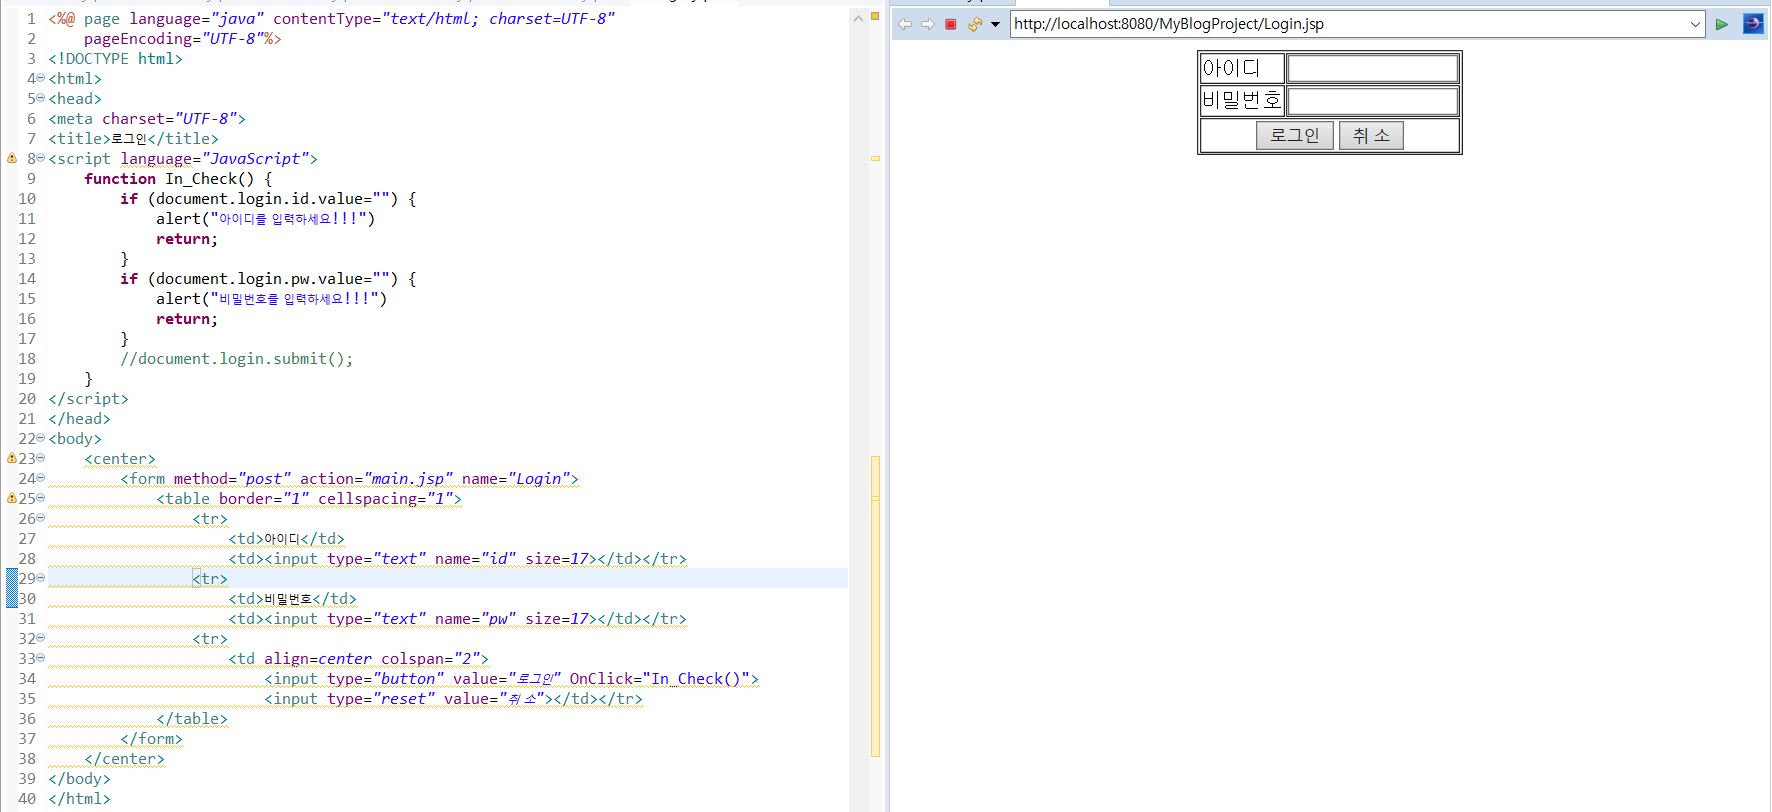 1 <%@ page language="java" contentType="text/html; charset=UTF-8"
2     pageEncoding="UTF-8"%>
3 <!DOCTYPE html>
4 <html>
5 <head>
6 <meta charset="UTF-8">
7 <title>로그인</title>
8 <script language="JavaScript">
9     function In_Check() {
10         if (document.login.id.value="") {
11             alert("아이디를 입력하세요!!!")
12             return;
13         }
14         if (document.login.pw.value="") {
15             alert("비밀번호를 입력하세요!!!")
16             return;
17         }
18         //document.login.submit();
19     }
20 </script>
21 </head>
22 <body>
23     <center>
24         <form method="post" action="main.jsp" name="Login">
25             <table border="1" cellspacing="1">
26                 <tr>
27                     <td>아이디</td>
28                     <td><input type="text" name="id" size=17></td></tr>
29                 <tr>
30                     <td>비밀번호</td>
31                     <td><input type="text" name="pw" size=17></td></tr>
32                 <tr>
33                     <td align=center colspan="2">
34                         <input type="button" value="로그인" OnClick="In_Check()">
35                         <input type="reset" value="취 소"></td></tr>
36             </table>
37         </form>
38     </center>
39 </body>
40 </html>
http://localhost:8080/MyBlogProject/Login.jsp
아이디
비밀번호
로그인 취 소